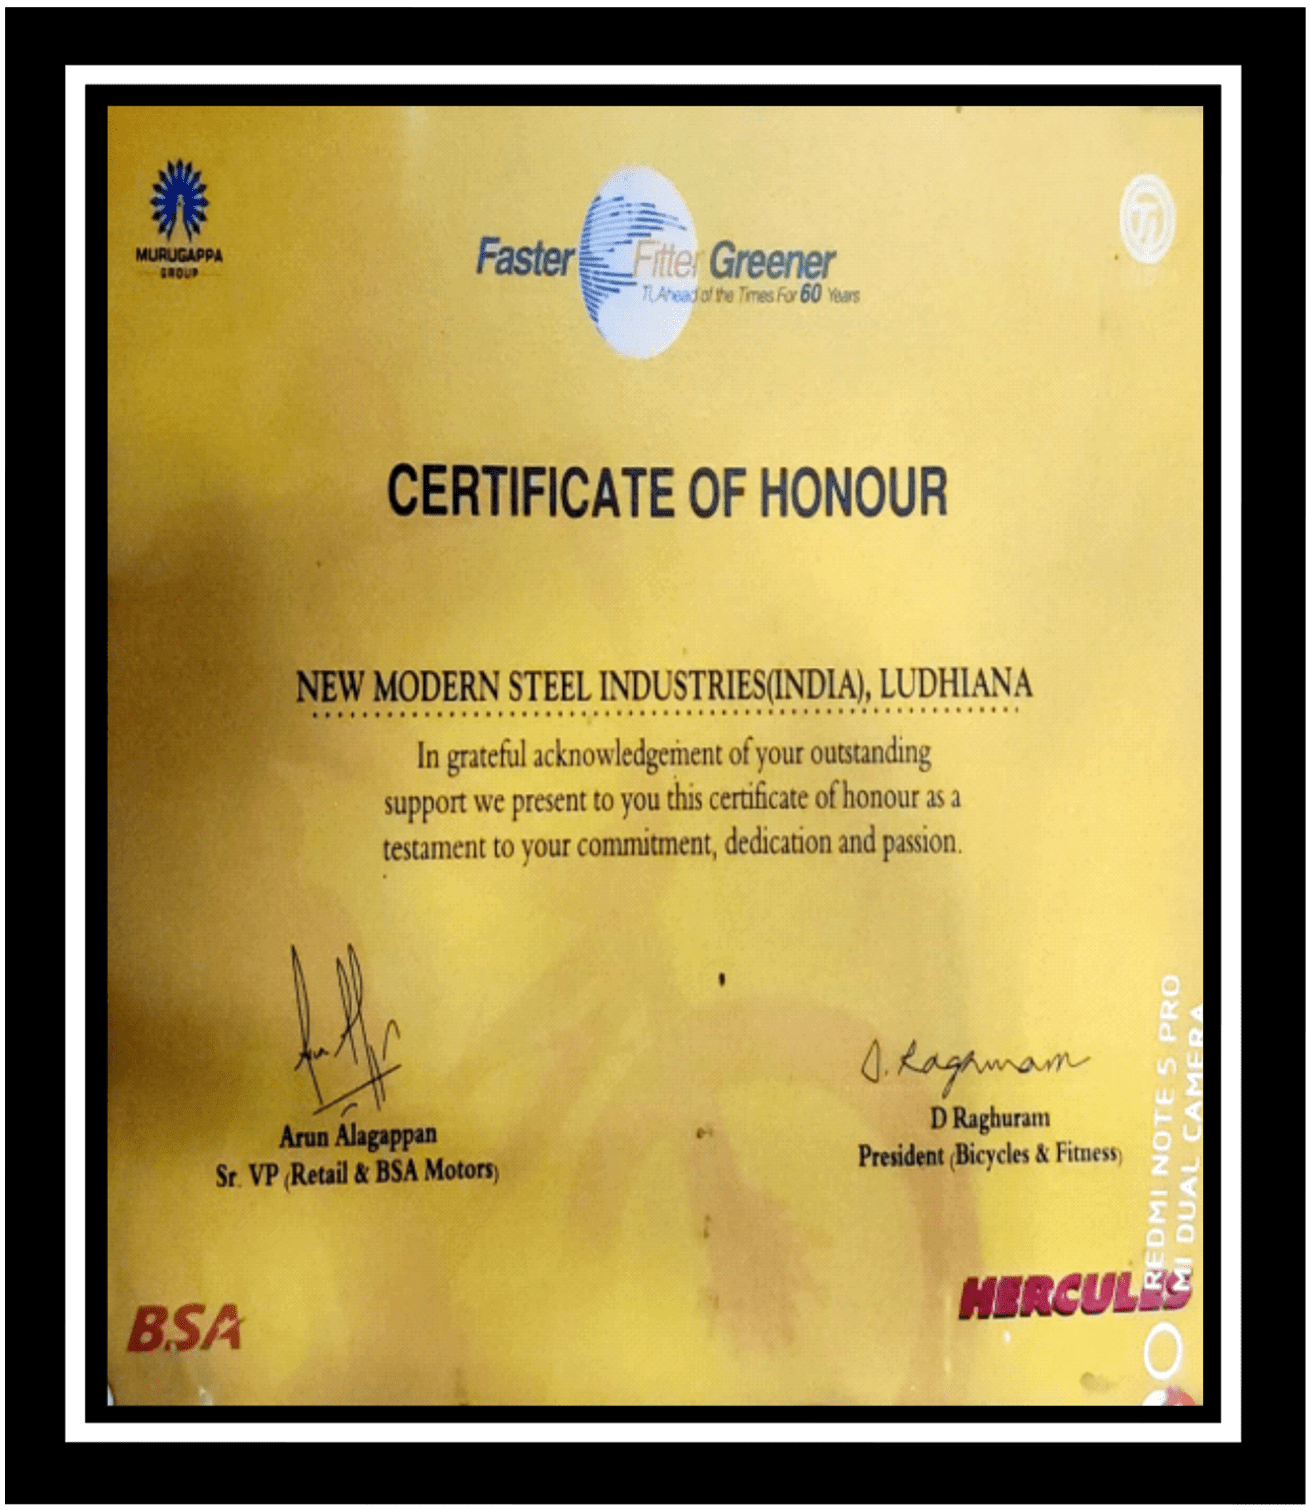 MURUGAPPA
GROUP
TI
Faster Fitter Greener
TI, Ahead of the Times For 60 Years
CERTIFICATE OF HONOUR
NEW MODERN STEEL INDUSTRIES(INDIA), LUDHIANA
In grateful acknowledgement of your outstanding
support we present to you this certificate of honour as a
testament to your commitment, dedication and passion.
D. Raghuram
Arun Alagappan
Sr. VP (Retail & BSA Motors)
D Raghuram
President (Bicycles & Fitness)
BSA
HERCULES
REDMI NOTE 5 PRO
MI DUAL CAMERA